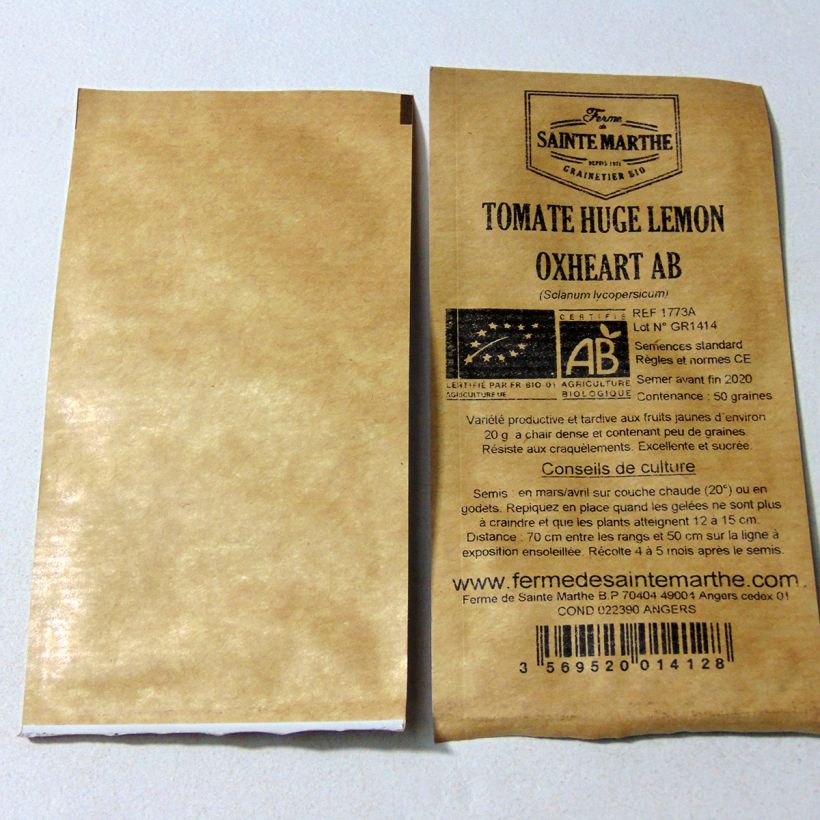 Ferme
de
SAINTE MARTHE
DEPUIS 1972
GRAINETIER BIO
TOMATE HUGE LEMON
OXHEART AB
(Solanum lycopersicum)
CERTIFIÉ
AB
AGRICULTURE
BIOLOGIQUE
CERTIFIÉ PAR FR BIO 01
AGRICULTURE UE
REF 1773A
Lot N° GR1414
Semences standard
Règles et normes CE
Semer avant fin 2020
Contenance : 50 graines
Variété productive et tardive aux fruits jaunes d'environ
20 g. à chair dense et contenant peu de graines.
Résiste aux craquèlements. Excellente et sucrée.
Conseils de culture
Semis : en mars/avril sur couche chaude (20°) ou en
godets. Repiquez en place quand les gelées ne sont plus
à craindre et que les plants atteignent 12 à 15 cm.
Distance : 70 cm entre les rangs et 50 cm sur la ligne à
exposition ensoleillée. Récolte 4 à 5 mois après le semis.
www.fermedesaintemarthe.com
Ferme de Sainte Marthe B.P 70404 49004 Angers cedex 01
COND 022390 ANGERS
3 569520 014128